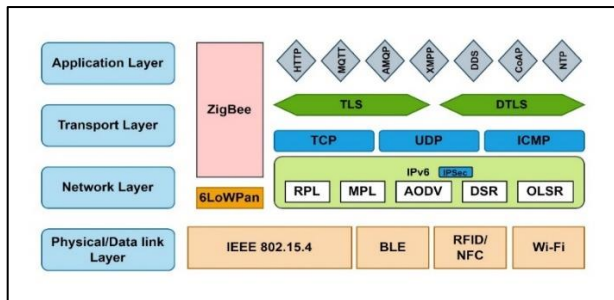 Application Layer
HTTP
MQTT
AMQP
XMPP
DDS
CoAP
NTP
ZigBee
TLS
DTLS
Transport Layer
TCP
UDP
ICMP
IPv6
IPSec
Network Layer
6LoWPan
RPL
MPL
AODV
DSR
OLSR
Physical/Data link
Layer
IEEE 802.15.4
BLE
RFID/
NFC
Wi-Fi